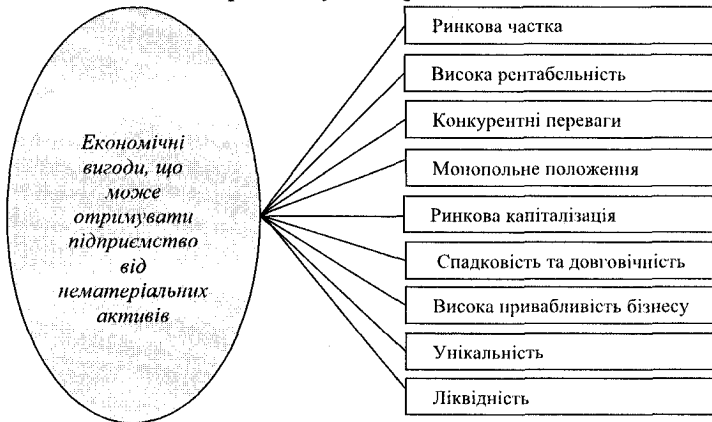 Економічні
вигоди, що
може
отримувати
підприємство
від
нематеріальних
активів
Ринкова частка
Висока рентабельність
Конкурентні переваги
Монопольне положення
Ринкова капіталізація
Спадковість та довговічність
Висока привабливість бізнесу
Унікальність
Ліквідність